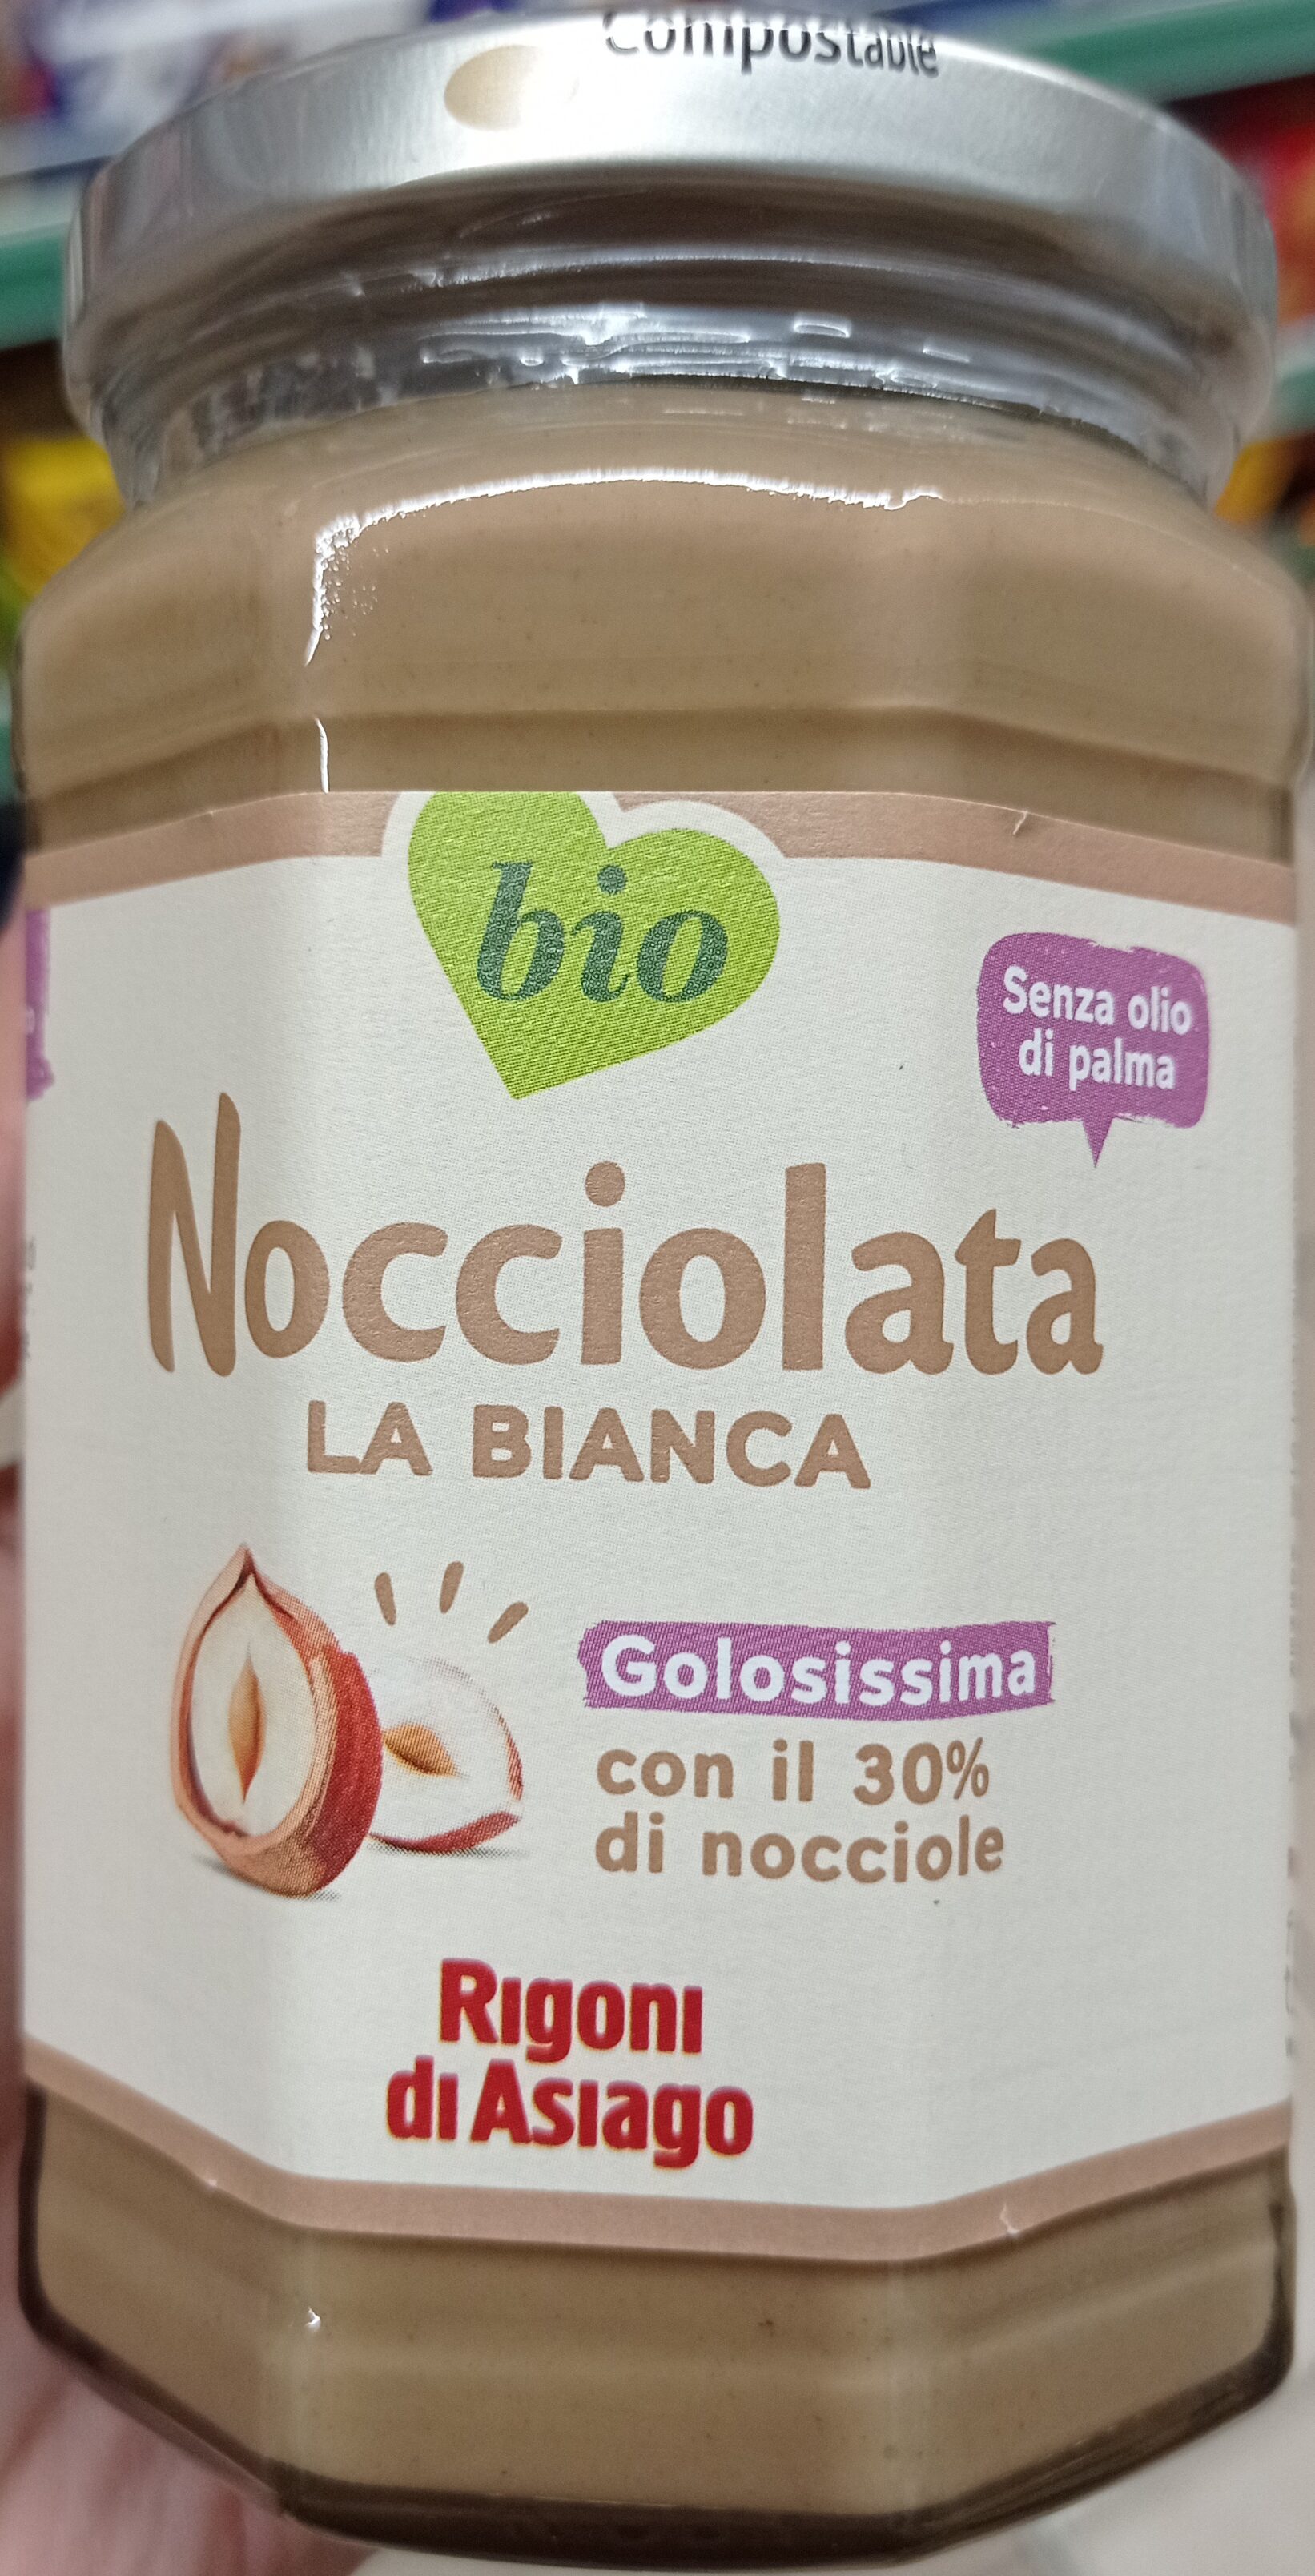 Compostable
bio
Senza olio
di palma
Nocciolata
LA BIANCA
Golosissima
con il 30%
di nocciole
Rigoni
di Asiago